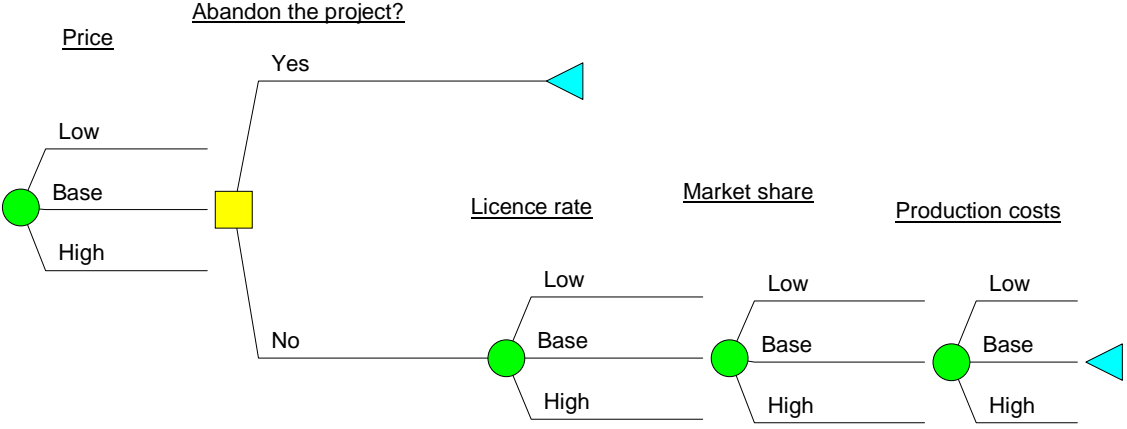 Abandon the project?
Price
Yes
Low
Base
High
Licence rate
Market share
Production costs
No
Low
Base
High
Low
Base
High
Low
Base
High